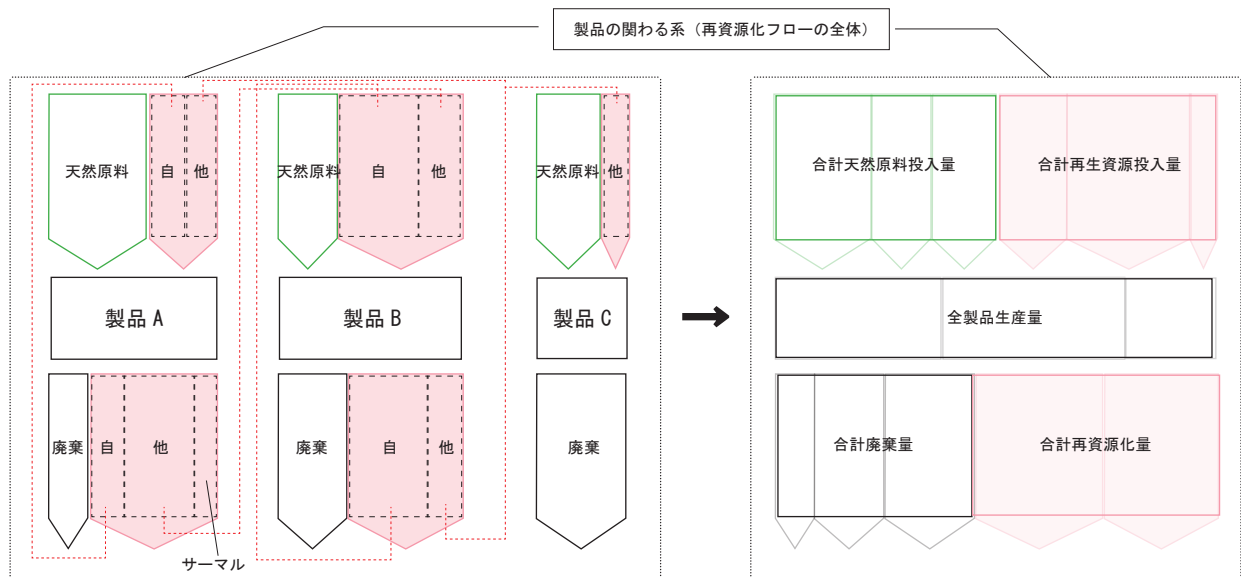 製品の関わる系（再資源化フローの全体）
天然原料
自
他
天然原料
自
他
天然原料
他
製品 A
製品 B
製品 C
廃棄
自
他
廃棄
自
他
廃棄
サーマル
合計天然原料投入量
合計再生資源投入量
全製品生産量
合計廃棄量
合計再資源化量